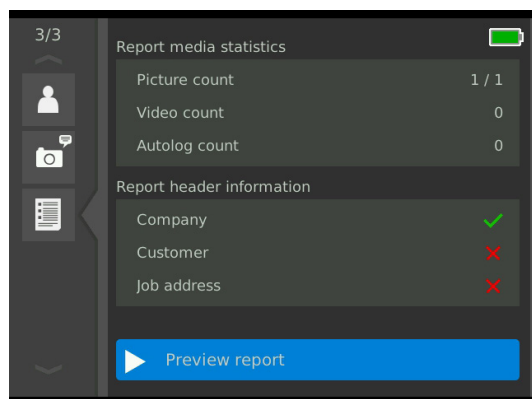 3/3
Report media statistics
Picture count 1 / 1
Video count 0
Autolog count 0
Report header information
Company
Customer
Job address
Preview report